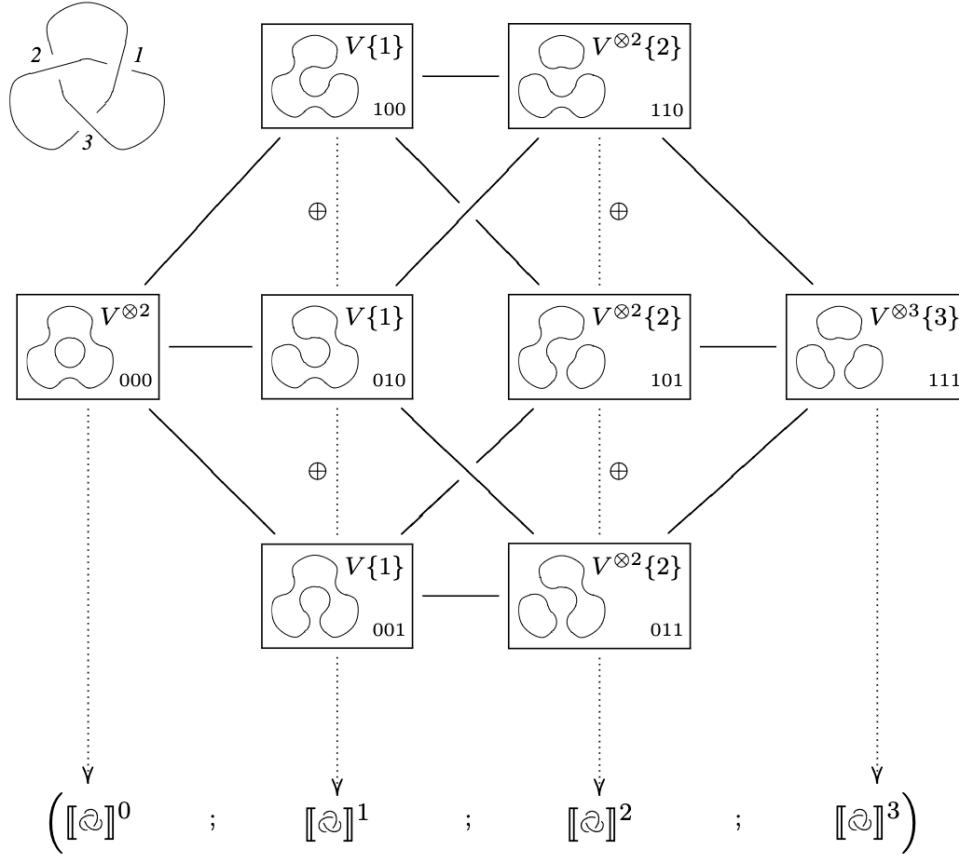 2 1
3
V{1} V^{⊗2}{2}
100 110
⊕ ⊕
V^{⊗2} V{1} V^{⊗2}{2} V^{⊗3}{3}
000 010 101 111
⊕ ⊕
V{1} V^{⊗2}{2}
001 011
(⟦ ⟧^0 ; ⟦ ⟧^1 ; ⟦ ⟧^2 ; ⟦ ⟧^3)